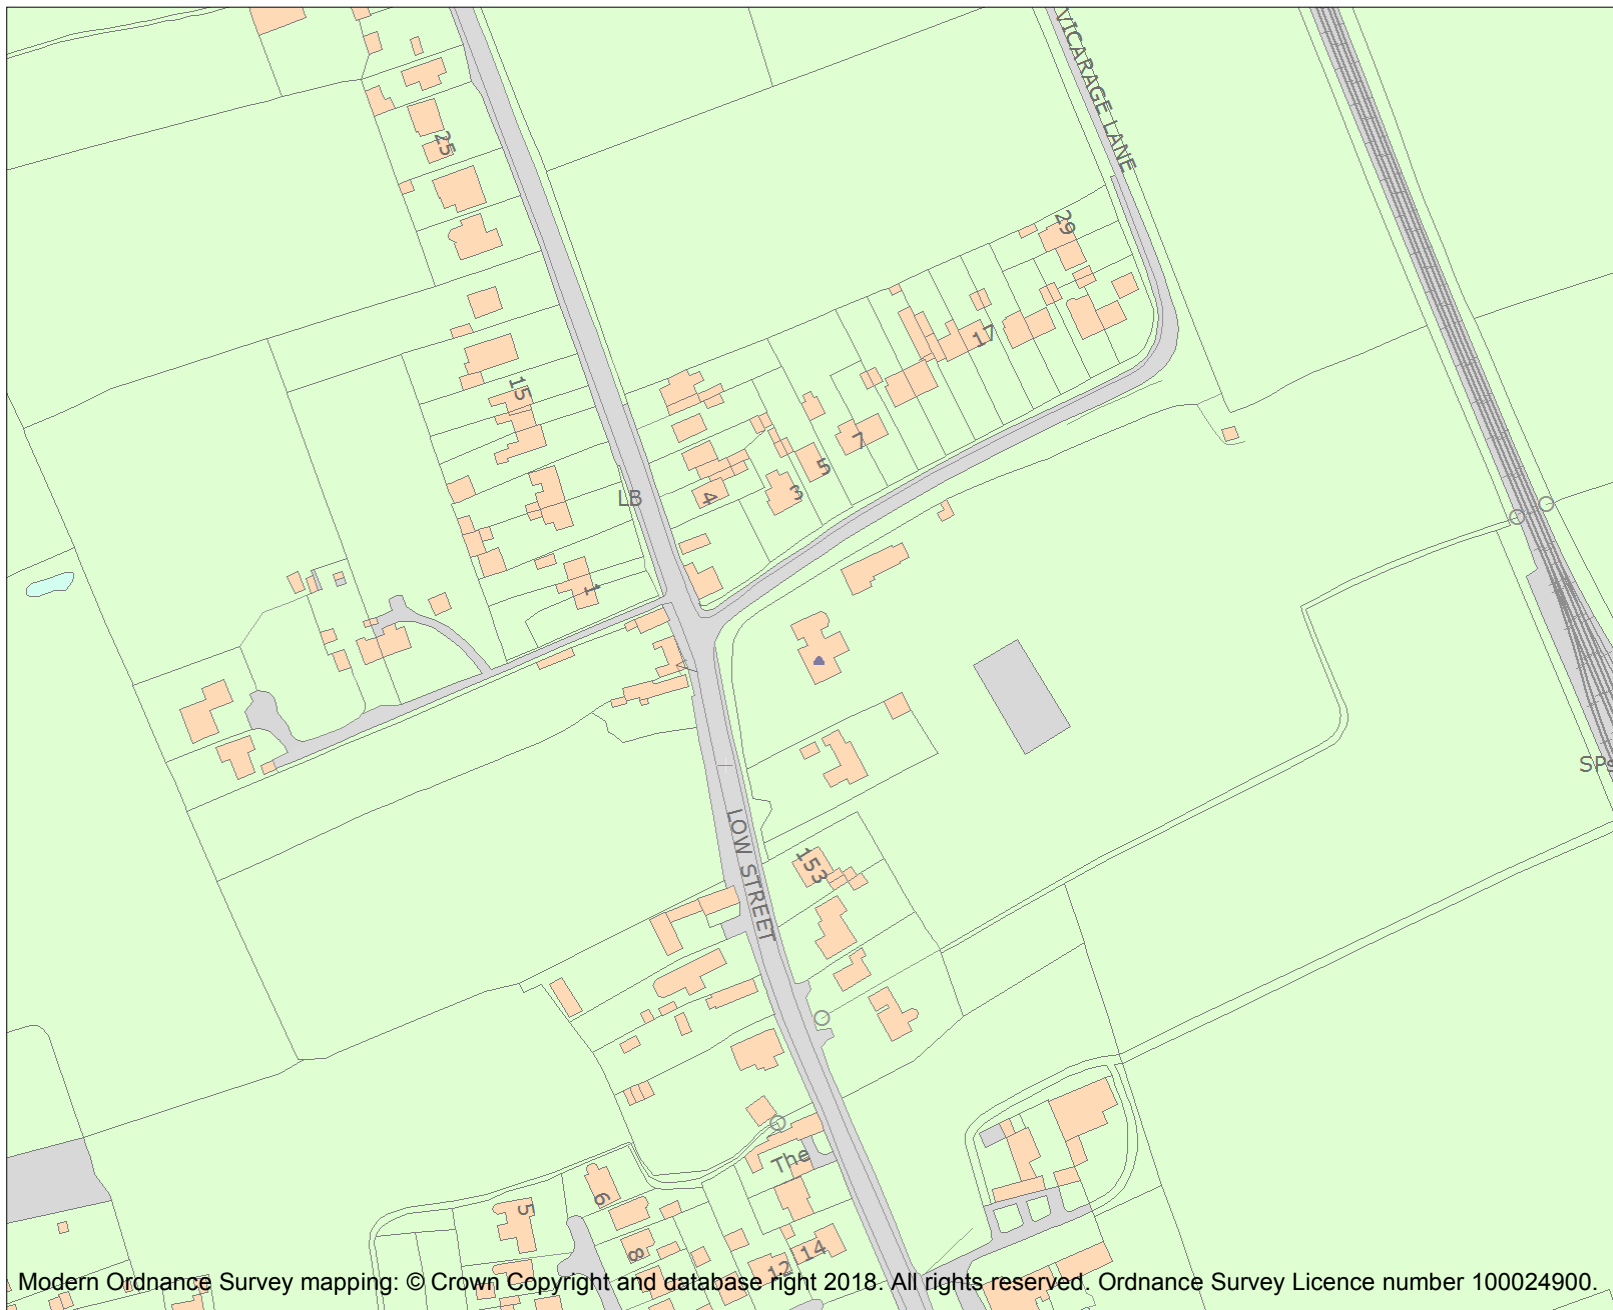 VICARAGE LANE
25
29
17
15
7
5
3
4
LB
1
SPs
LOW STREET
153
The
6
5
8
14
12
Modern Ordnance Survey mapping: © Crown Copyright and database right 2018. All rights reserved. Ordnance Survey Licence number 100024900.